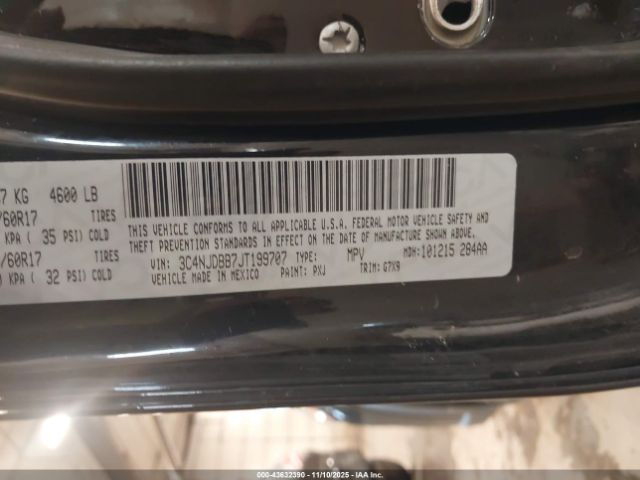 7 KG 4600 LB
/60R17 TIRES
KPA ( 35 PSI) COLD
/60R17 TIRES
KPA ( 32 PSI) COLD
THIS VEHICLE CONFORMS TO ALL APPLICABLE U.S.A. FEDERAL MOTOR VEHICLE SAFETY AND
THEFT PREVENTION STANDARDS IN EFFECT ON THE DATE OF MANUFACTURE SHOWN ABOVE.
VIN: 3C4NJDBB7JT199707 TYPE: MPV MDH: 101215 284AA
VEHICLE MADE IN MEXICO PAINT: PXJ TRIM: G7X9
000-43632390 - 11/10/2025 - Copyright © IAA, LLC